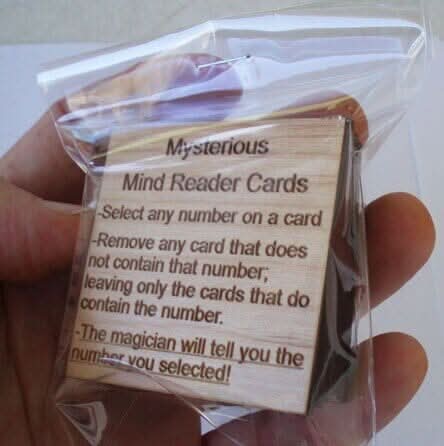 Mysterious
Mind Reader Cards
-Select any number on a card
-Remove any card that does
not contain that number;
leaving only the cards that do
contain the number.
-The magician will tell you the
number you selected!